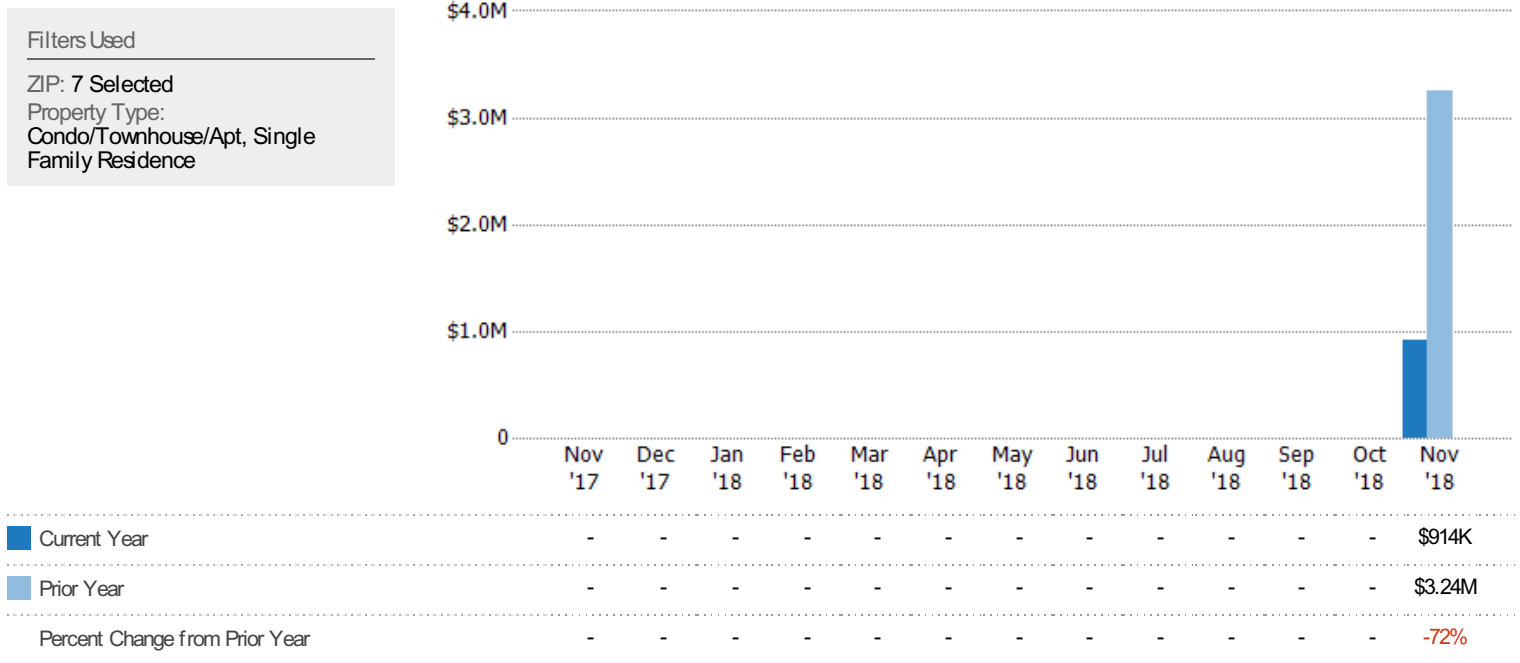 Filters Used
ZIP: 7 Selected
Property Type:
Condo/Townhouse/Apt, Single
Family Residence
$4.0M
$3.0M
$2.0M
$1.0M
0
Nov Dec Jan Feb Mar Apr May Jun Jul Aug Sep Oct Nov
'17 '17 '18 '18 '18 '18 '18 '18 '18 '18 '18 '18 '18
Current Year - - - - - - - - - - - - $914K
Prior Year - - - - - - - - - - - - $3.24M
Percent Change from Prior Year - - - - - - - - - - - - -72%